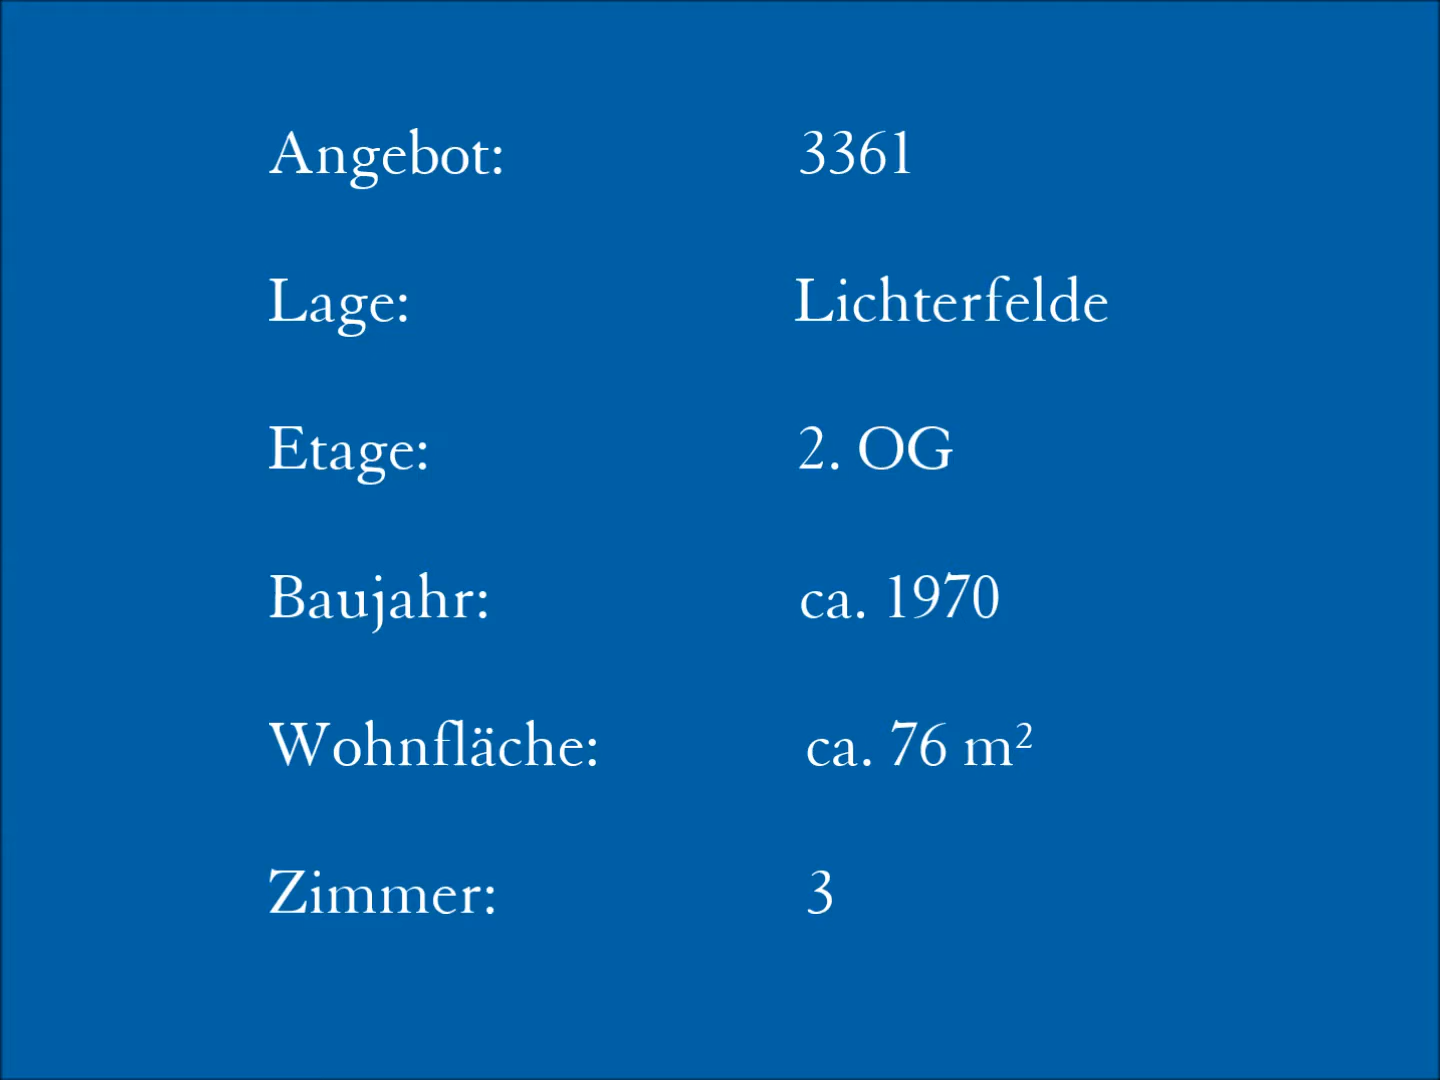 Angebot: 3361
Lage: Lichterfelde
Etage: 2. OG
Baujahr: ca. 1970
Wohnfläche: ca. 76 m²
Zimmer: 3